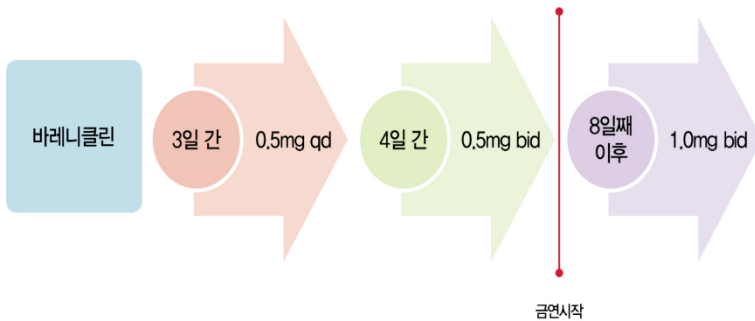 바레니클린
3일 간
0.5mg qd
4일 간
0.5mg bid
8일째
이후
1.0mg bid
금연시작